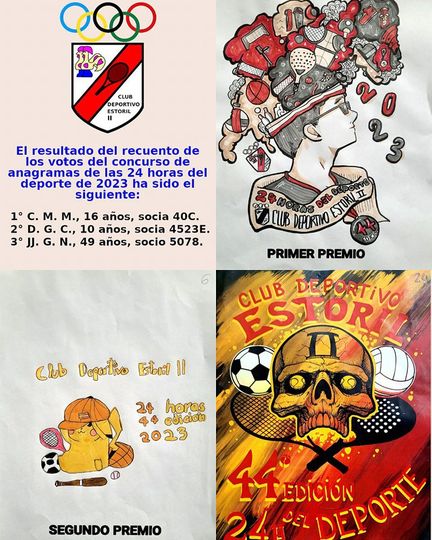 CLUB
DEPORTIVO
ESTORIL
II
El resultado del recuento de
los votos del concurso de
anagramas de las 24 horas del
deporte de 2023 ha sido el
siguiente:
1° C. M. M., 16 años, socia 40C.
2° D. G. C., 10 años, socia 4523E.
3° JJ. G. N., 49 años, socio 5078.
2023
24 HORAS DEL DEPORTE
CLUB DEPORTIVO ESTORIL II
44
PRIMER PREMIO
6
Club Deportivo Estoril II
24 horas
44 edicion
2023
SEGUNDO PREMIO
24
CLUB DEPORTIVO
ESTORIL
II
44ª
EDICIÓN
24H DEL DEPORTE